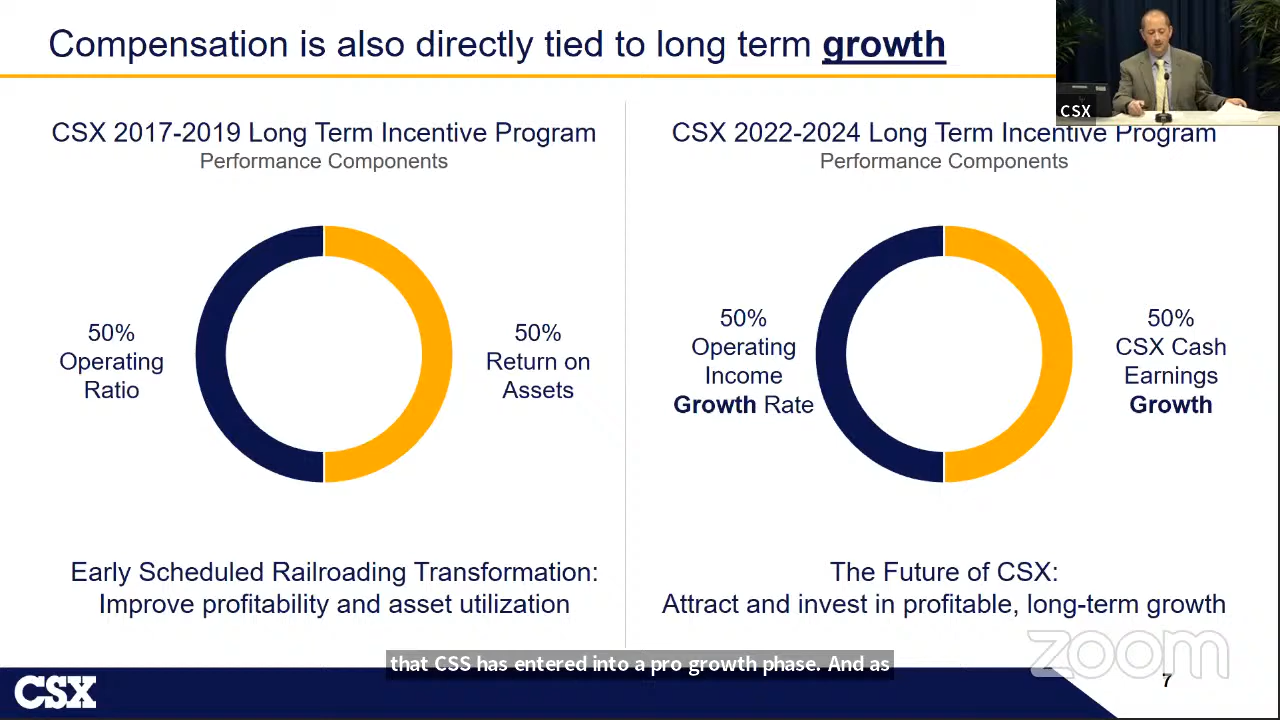 Compensation is also directly tied to long term growth
CSX
CSX 2017-2019 Long Term Incentive Program
Performance Components
50%
Operating
Ratio
50%
Return on
Assets
Early Scheduled Railroading Transformation:
Improve profitability and asset utilization
CSX 2022-2024 Long Term Incentive Program
Performance Components
50%
Operating
Income
Growth Rate
50%
CSX Cash
Earnings
Growth
The Future of CSX:
Attract and invest in profitable, long-term growth
zoom
that CSS has entered into a pro growth phase. And as
CSX
7